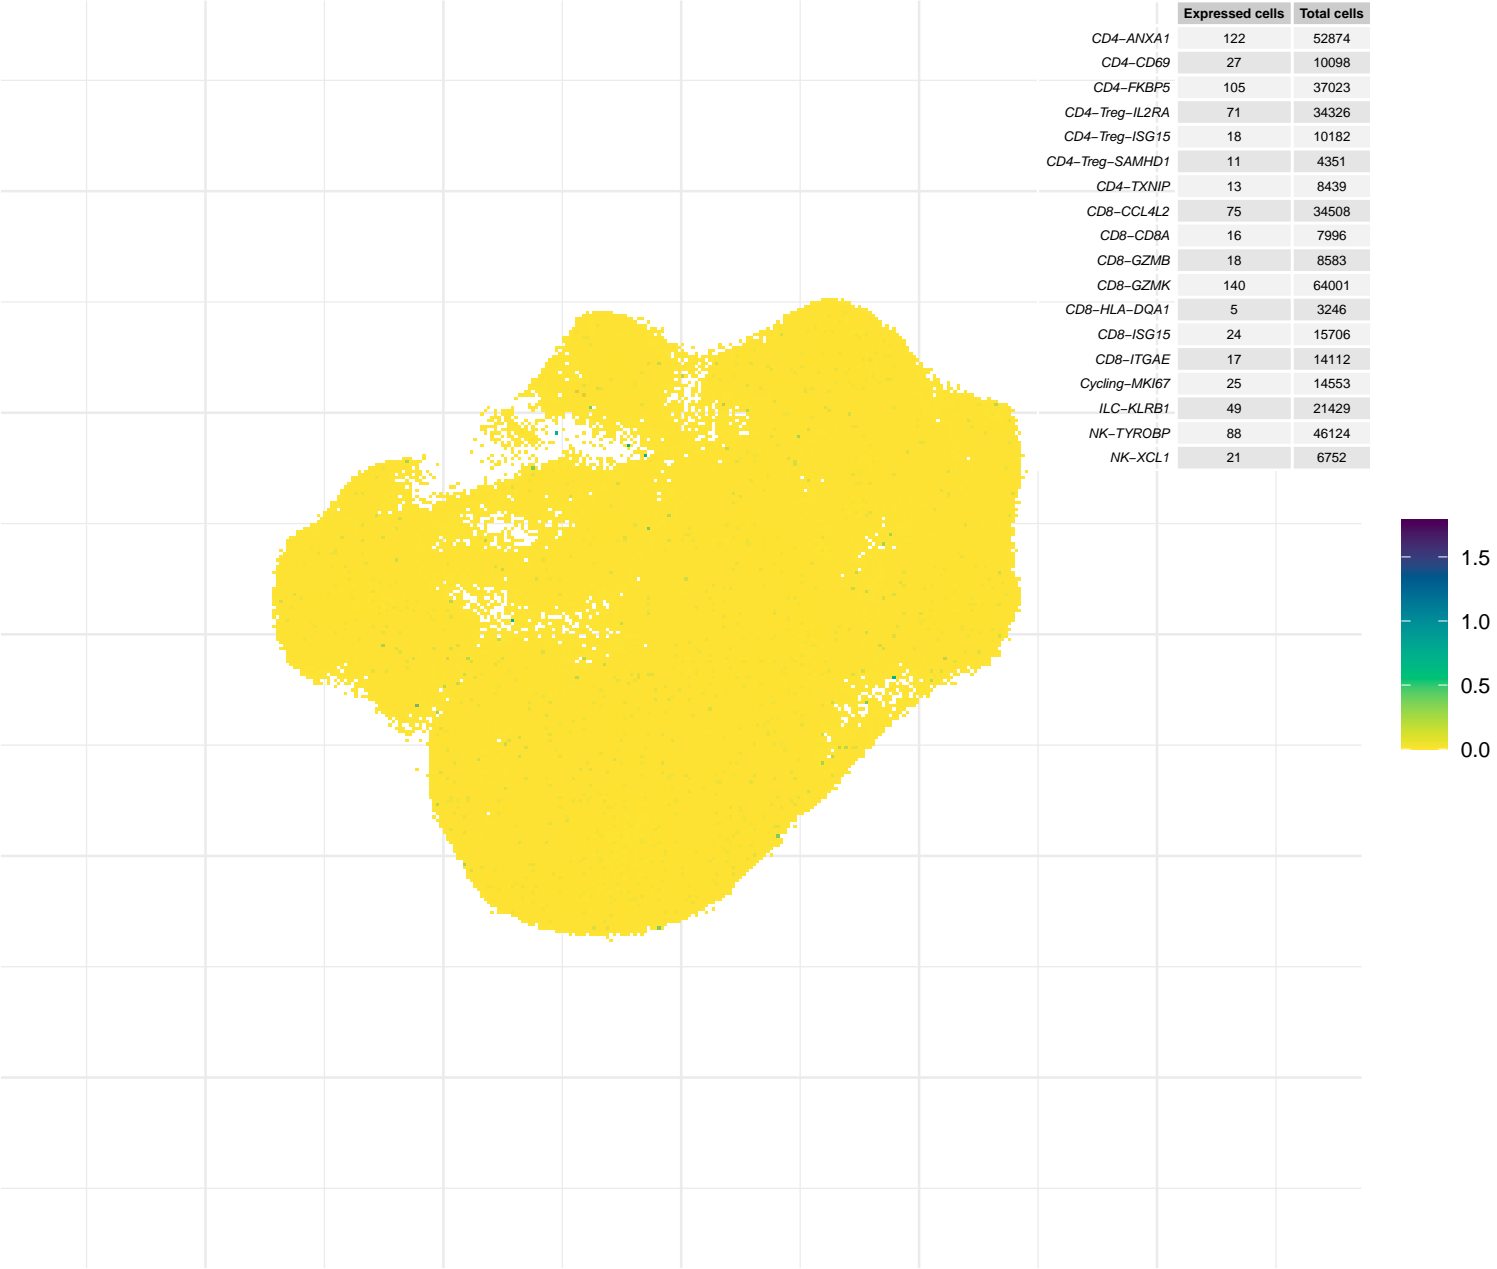 Expressed cells Total cells
CD4−ANXA1 122 52874
CD4−CD69 27 10098
CD4−FKBP5 105 37023
CD4−Treg−IL2RA 71 34326
CD4−Treg−ISG15 18 10182
CD4−Treg−SAMHD1 11 4351
CD4−TXNIP 13 8439
CD8−CCL4L2 75 34508
CD8−CD8A 16 7996
CD8−GZMB 18 8583
CD8−GZMK 140 64001
CD8−HLA−DQA1 5 3246
CD8−ISG15 24 15706
CD8−ITGAE 17 14112
Cycling−MKI67 25 14553
ILC−KLRB1 49 21429
NK−TYROBP 88 46124
NK−XCL1 21 6752
1.5
1.0
0.5
0.0